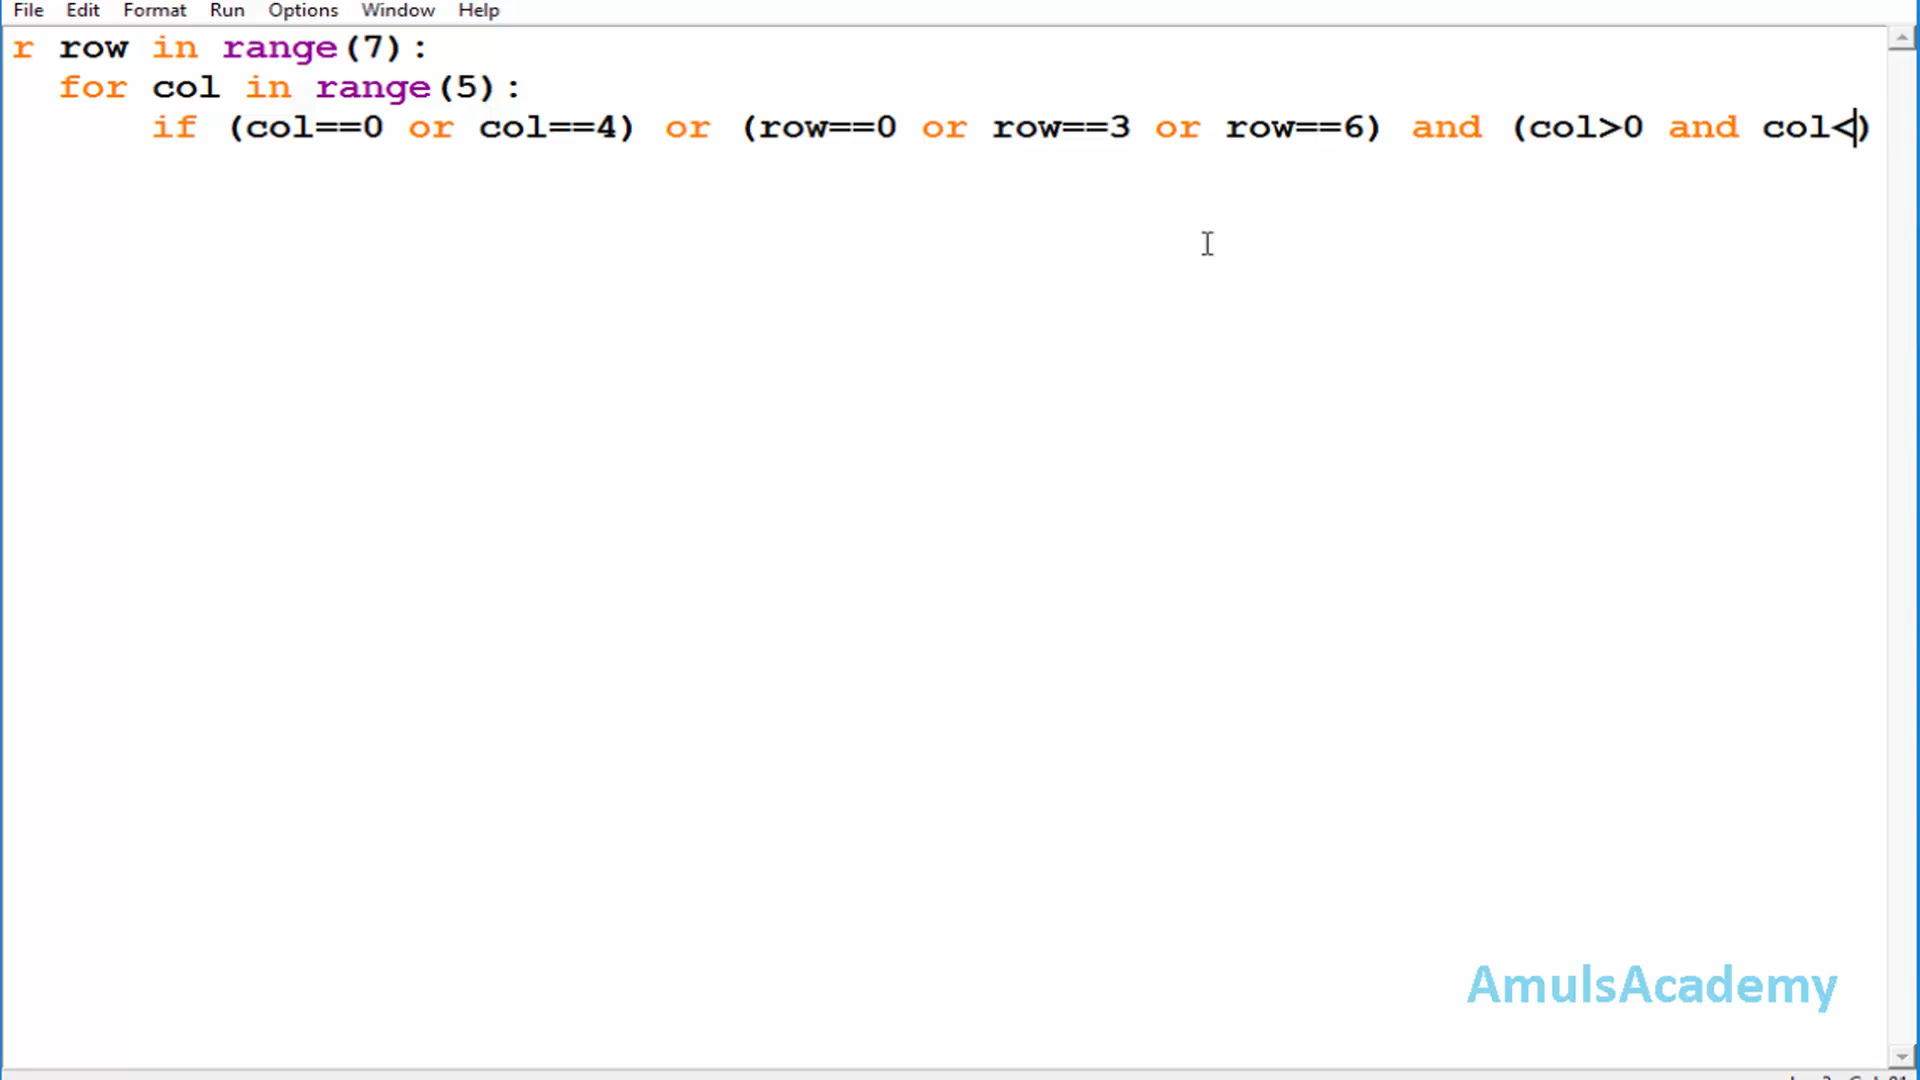 File Edit Format Run Options Window Help
r row in range(7):
for col in range(5):
if (col==0 or col==4) or (row==0 or row==3 or row==6) and (col>0 and col<)
AmulsAcademy